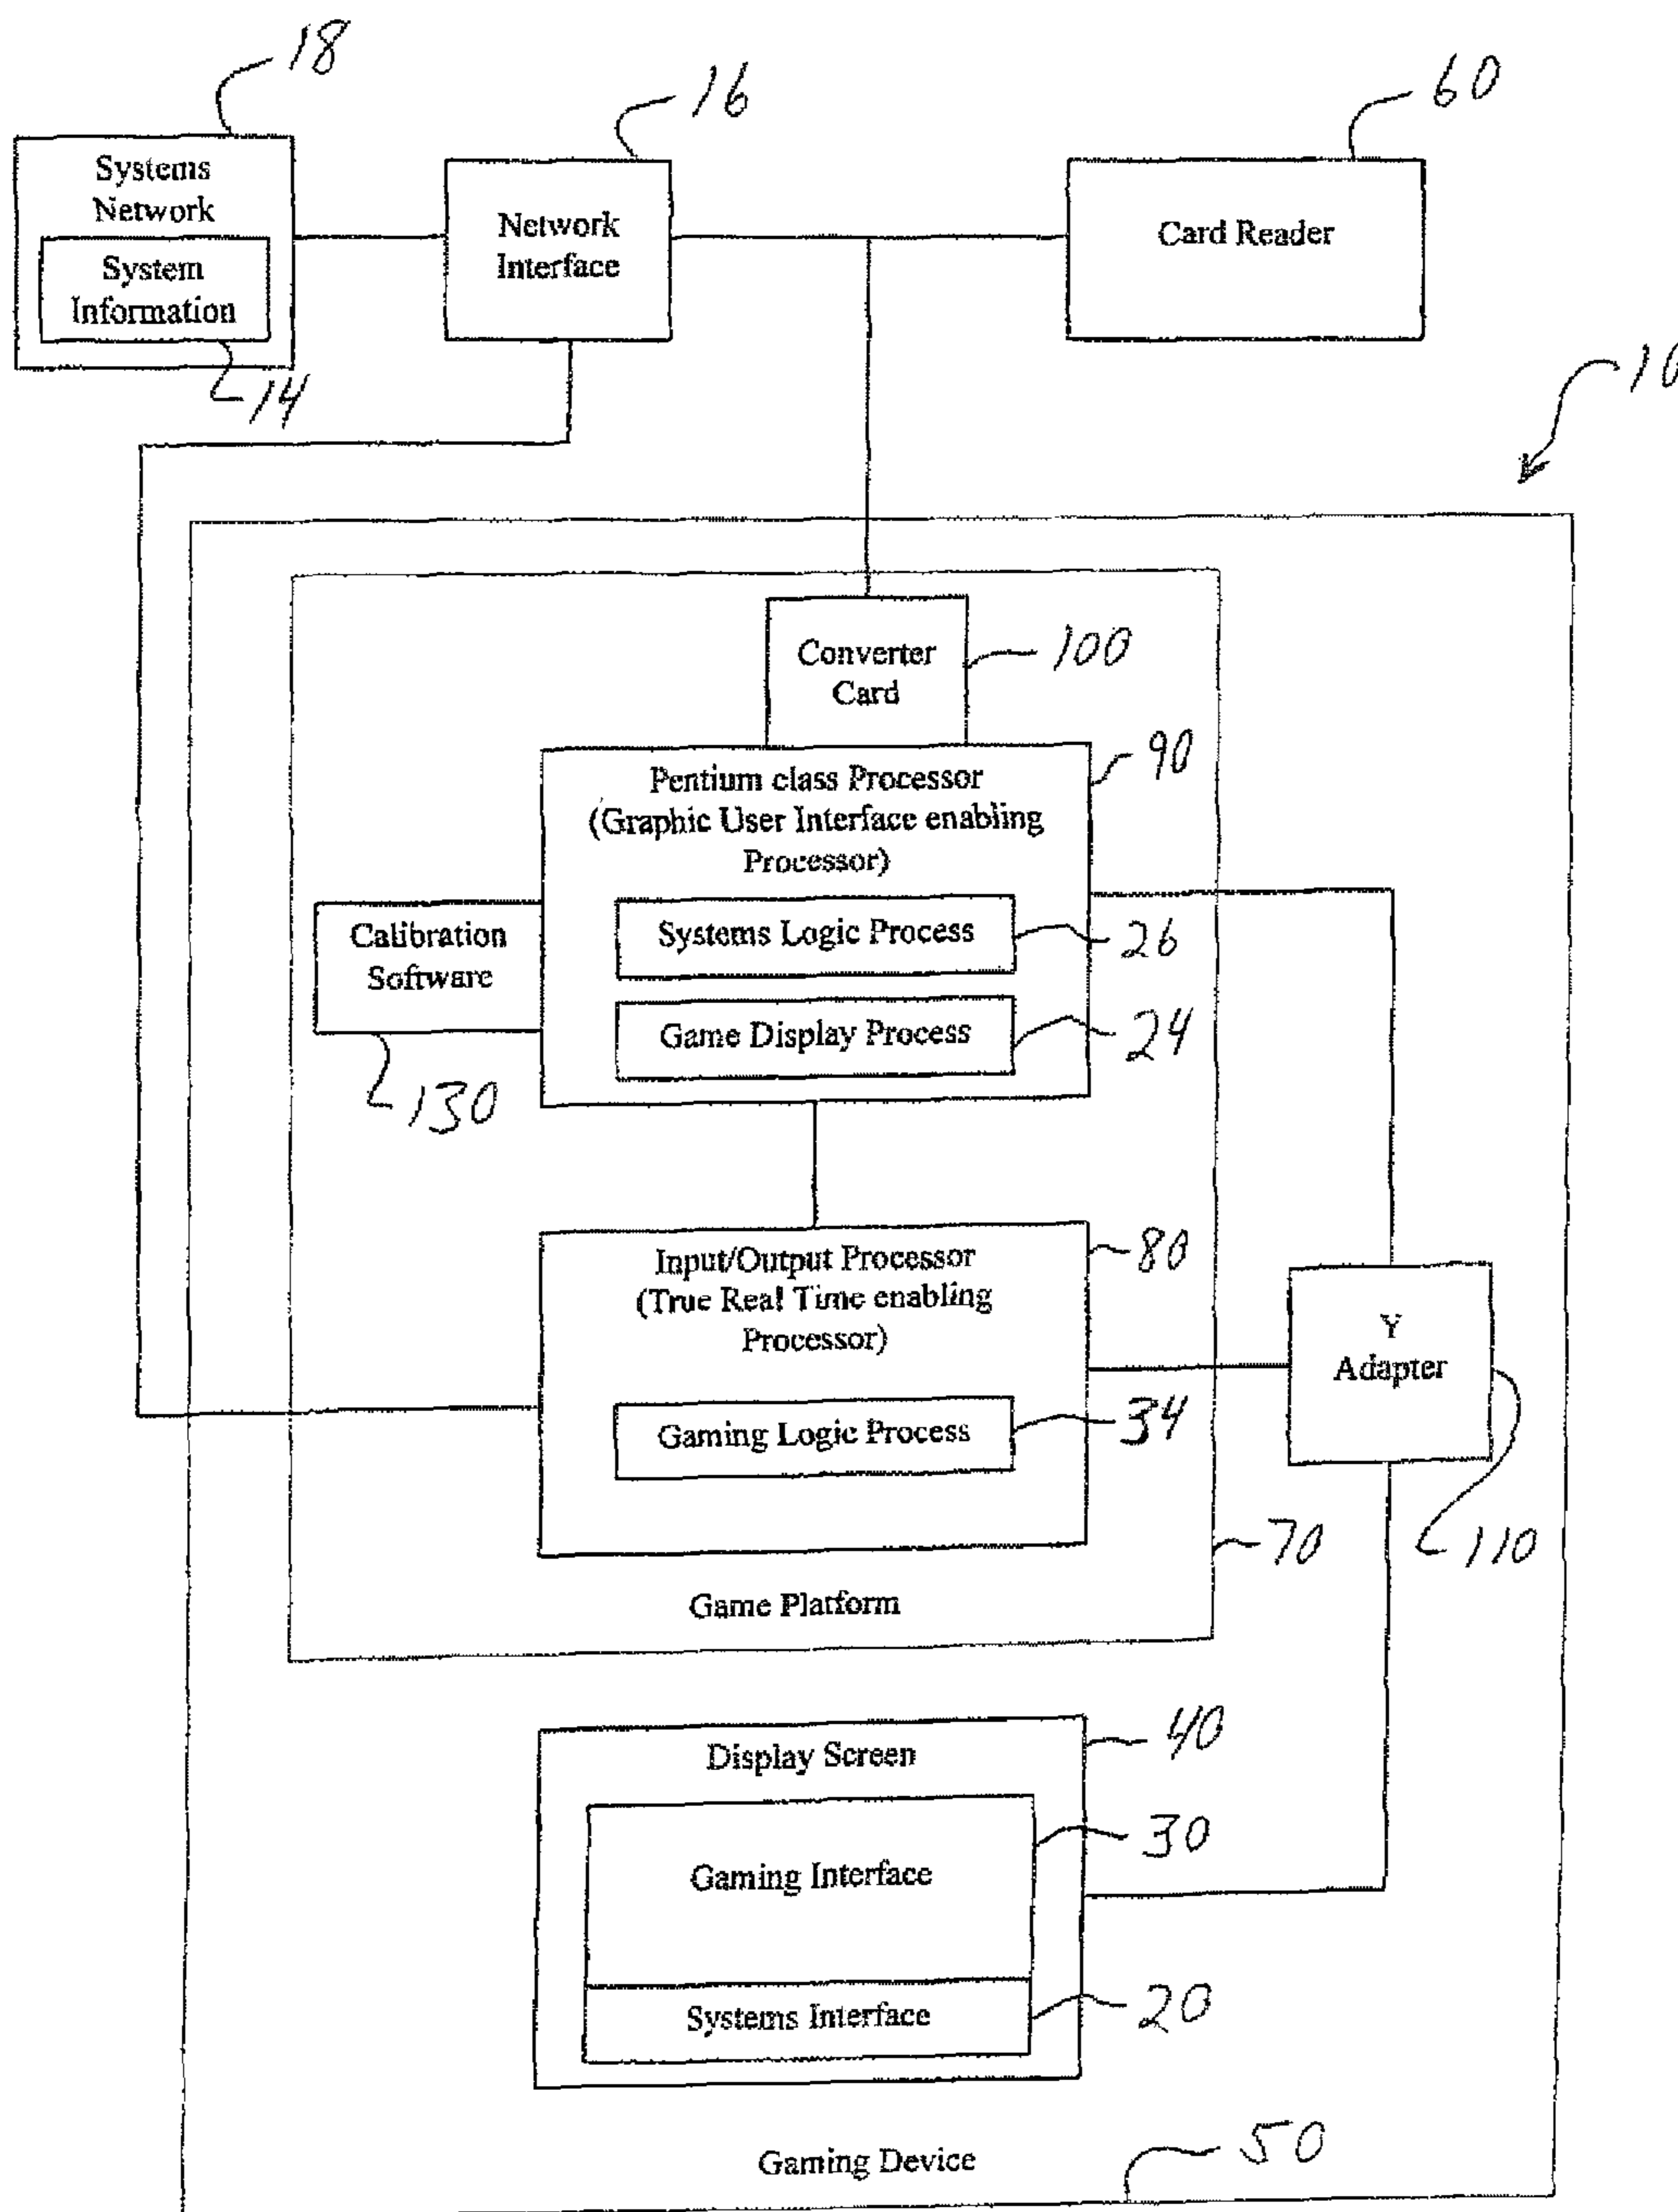 18
16
60
Systems
Network
System
Information
14
Network
Interface
Card Reader
10
Converter
Card
100
Pentium class Processor
(Graphic User Interface enabling
Processor)
90
Systems Logic Process
26
Game Display Process
24
Calibration
Software
130
Input/Output Processor
(True Real Time enabling
Processor)
80
Gaming Logic Process
34
Y
Adapter
110
70
Game Platform
Display Screen
40
Gaming Interface
30
Systems Interface
20
Gaming Device
50